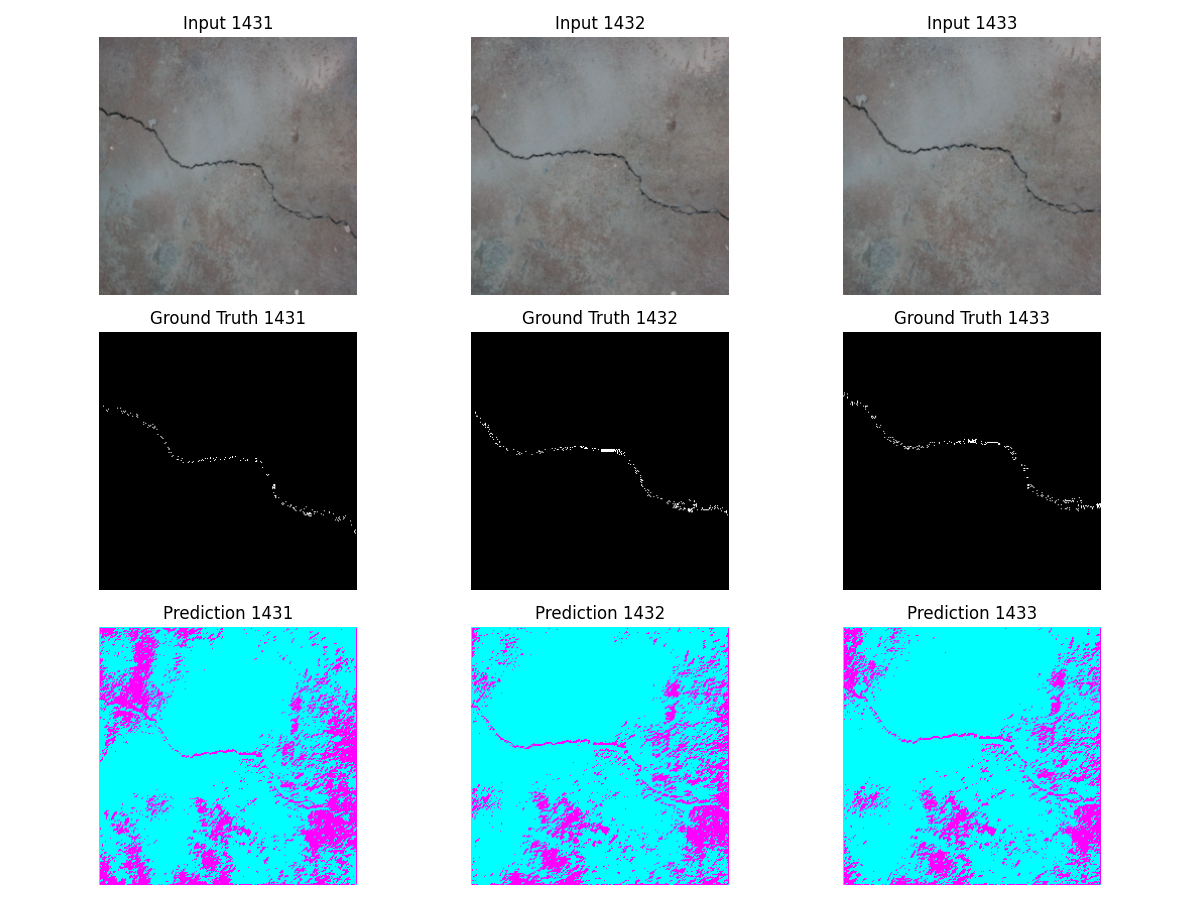 Input 1431
Input 1432
Input 1433
Ground Truth 1431
Ground Truth 1432
Ground Truth 1433
Prediction 1431
Prediction 1432
Prediction 1433